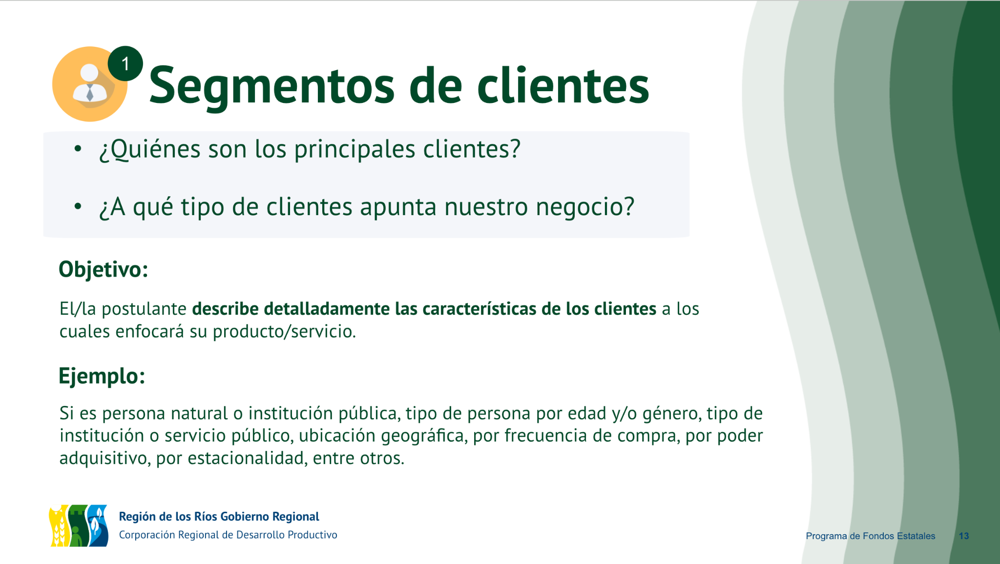 1
Segmentos de clientes
• ¿Quiénes son los principales clientes?
• ¿A qué tipo de clientes apunta nuestro negocio?
Objetivo:
El/la postulante describe detalladamente las características de los clientes a los
cuales enfocará su producto/servicio.
Ejemplo:
Si es persona natural o institución pública, tipo de persona por edad y/o género, tipo de
institución o servicio público, ubicación geográfica, por frecuencia de compra, por poder
adquisitivo, por estacionalidad, entre otros.
Región de los Ríos Gobierno Regional
Corporación Regional de Desarrollo Productivo
Programa de Fondos Estatales 13